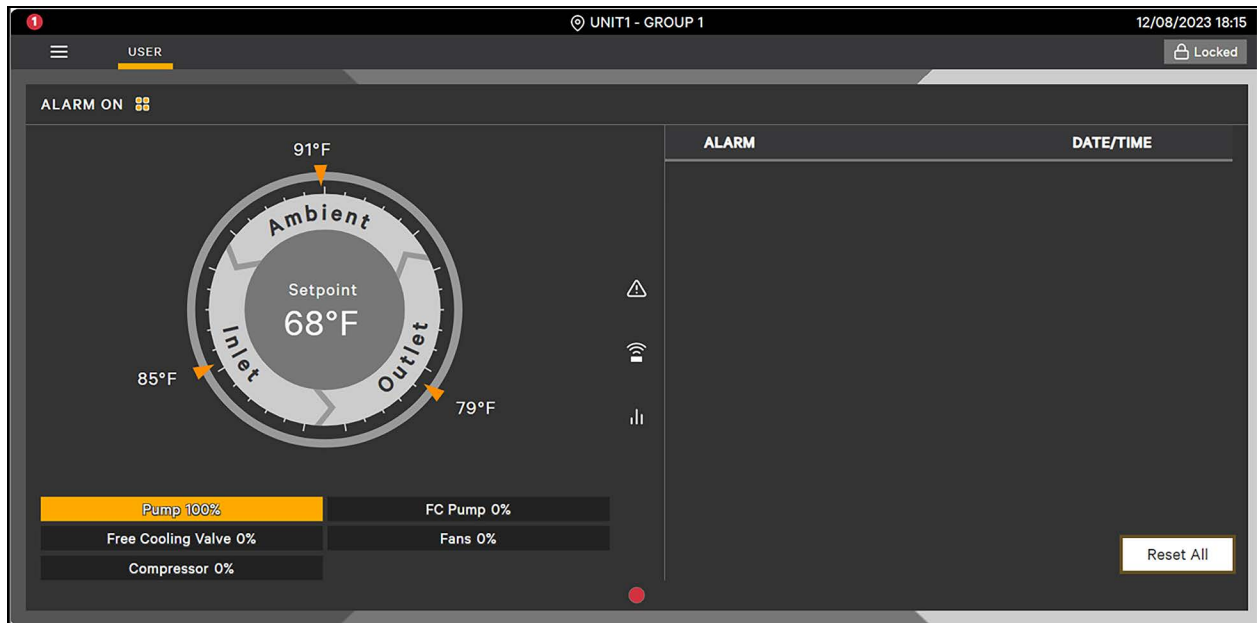 1
UNIT1 - GROUP 1
12/08/2023 18:15
USER
Locked
ALARM ON
91°F
Ambient
Setpoint
68°F
Inlet
Outlet
85°F
79°F
Pump 100%
FC Pump 0%
Free Cooling Valve 0%
Fans 0%
Compressor 0%
ALARM
DATE/TIME
Reset All